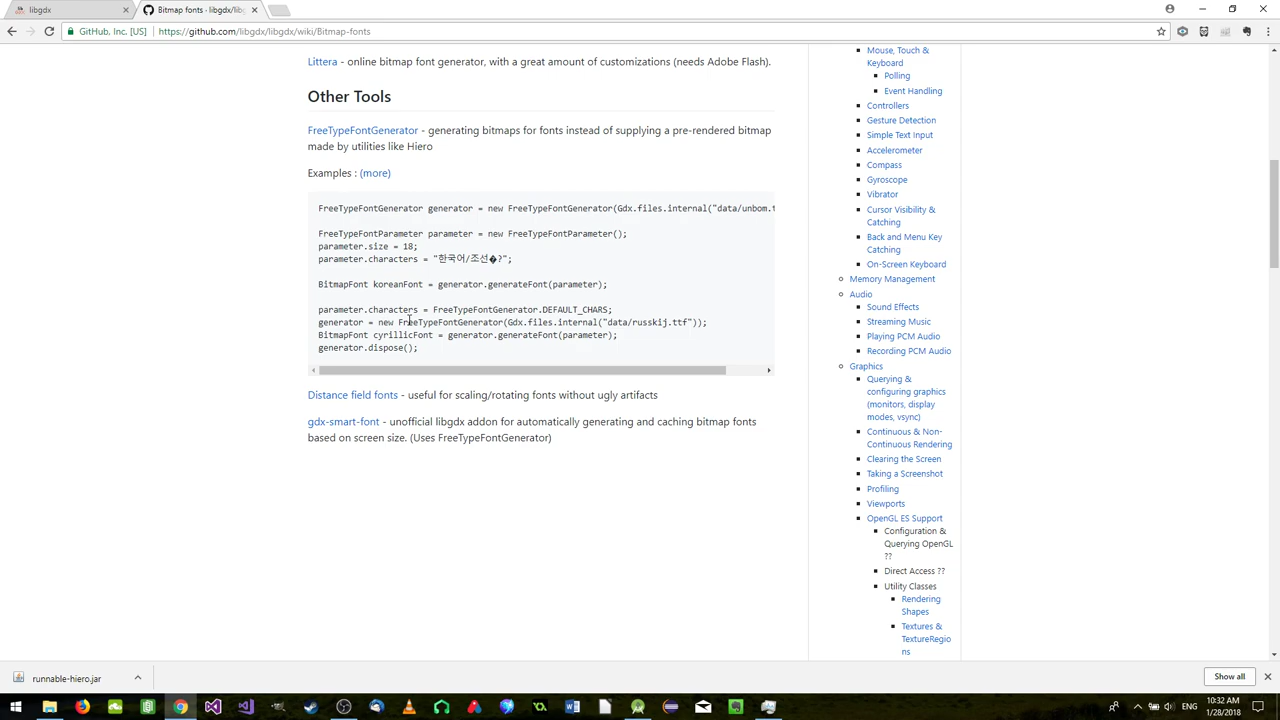 libgdx
Bitmap fonts · libgdx/lib
GitHub, Inc. [US]
https://github.com/libgdx/libgdx/wiki/Bitmap-fonts
Littera - online bitmap font generator, with a great amount of customizations (needs Adobe Flash).
Other Tools
FreeTypeFontGenerator - generating bitmaps for fonts instead of supplying a pre-rendered bitmap
made by utilities like Hiero
Examples : (more)
FreeTypeFontGenerator generator = new FreeTypeFontGenerator(Gdx.files.internal("data/unbom.t
FreeTypeFontParameter parameter = new FreeTypeFontParameter();
parameter.size = 18;
parameter.characters = "한국어/조선�?";
BitmapFont koreanFont = generator.generateFont(parameter);
parameter.characters = FreeTypeFontGenerator.DEFAULT_CHARS;
generator = new FreeTypeFontGenerator(Gdx.files.internal("data/russkij.ttf"));
BitmapFont cyrillicFont = generator.generateFont(parameter);
generator.dispose();
Distance field fonts - useful for scaling/rotating fonts without ugly artifacts
gdx-smart-font - unofficial libgdx addon for automatically generating and caching bitmap fonts
based on screen size. (Uses FreeTypeFontGenerator)
Mouse, Touch &
Keyboard
Polling
Event Handling
Controllers
Gesture Detection
Simple Text Input
Accelerometer
Compass
Gyroscope
Vibrator
Cursor Visibility &
Catching
Back and Menu Key
Catching
On-Screen Keyboard
Memory Management
Audio
Sound Effects
Streaming Music
Playing PCM Audio
Recording PCM Audio
Graphics
Querying &
configuring graphics
(monitors, display
modes, vsync)
Continuous & Non-
Continuous Rendering
Clearing the Screen
Taking a Screenshot
Profiling
Viewports
OpenGL ES Support
Configuration &
Querying OpenGL
??
Direct Access ??
Utility Classes
Rendering
Shapes
Textures &
TextureRegio
ns
runnable-hiero.jar
Show all
10:32 AM
1/28/2018